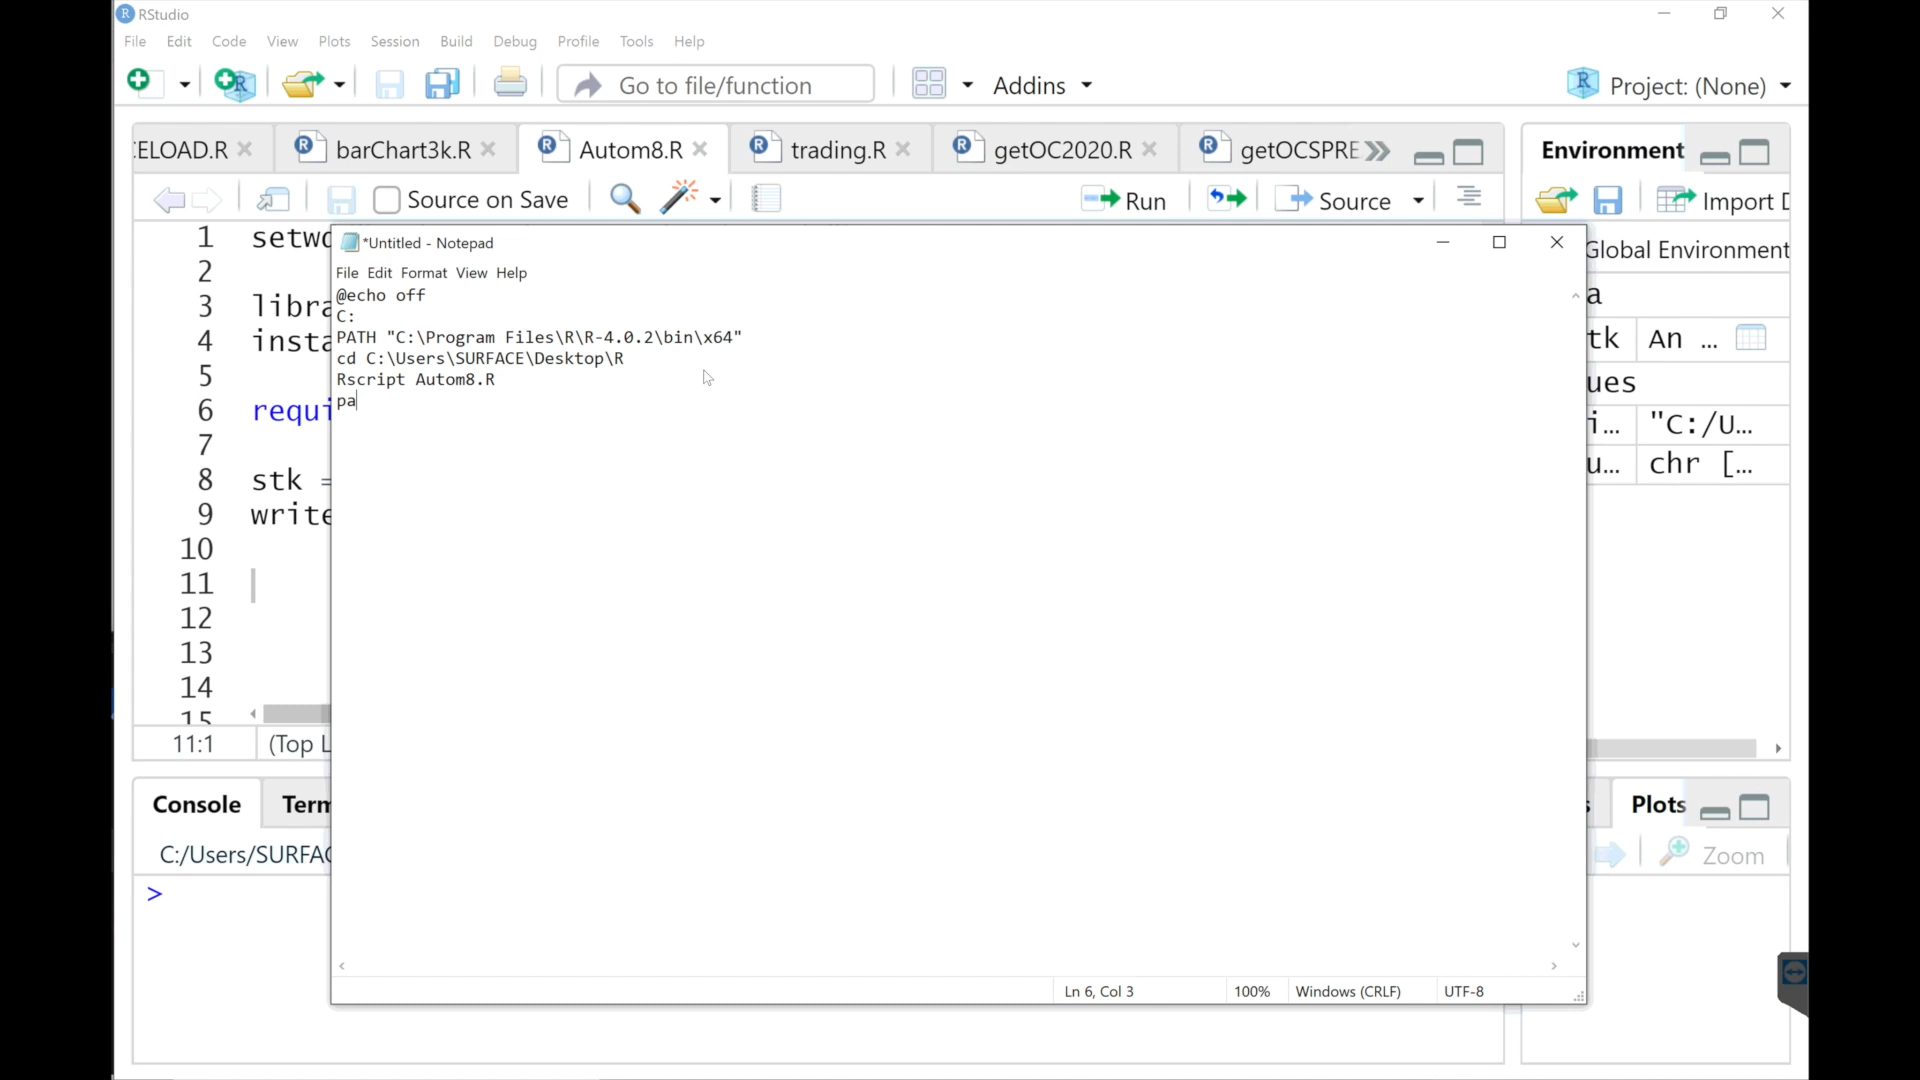 RStudio
File Edit Code View Plots Session Build Debug Profile Tools Help
Go to file/function Addins Project: (None)
ELOAD.R barChart3k.R Autom8.R trading.R getOC2020.R getOCSPRE Environment
Source on Save Run Source Import
*Untitled - Notepad
File Edit Format View Help
@echo off
C:
PATH "C:\Program Files\R\R-4.0.2\bin\x64"
cd C:\Users\SURFACE\Desktop\R
Rscript Autom8.R
pa
Ln 6, Col 3 100% Windows (CRLF) UTF-8
1 setwd
2
3 libra
4 insta
5
6 requi
7
8 stk =
9 write
10
11
12
13
14
15
11:1 (Top L
Global Environment
a
tk An ...
ues
i... "C:/U...
u... chr [...
Console Term
C:/Users/SURFAC
>
s Plots
Zoom